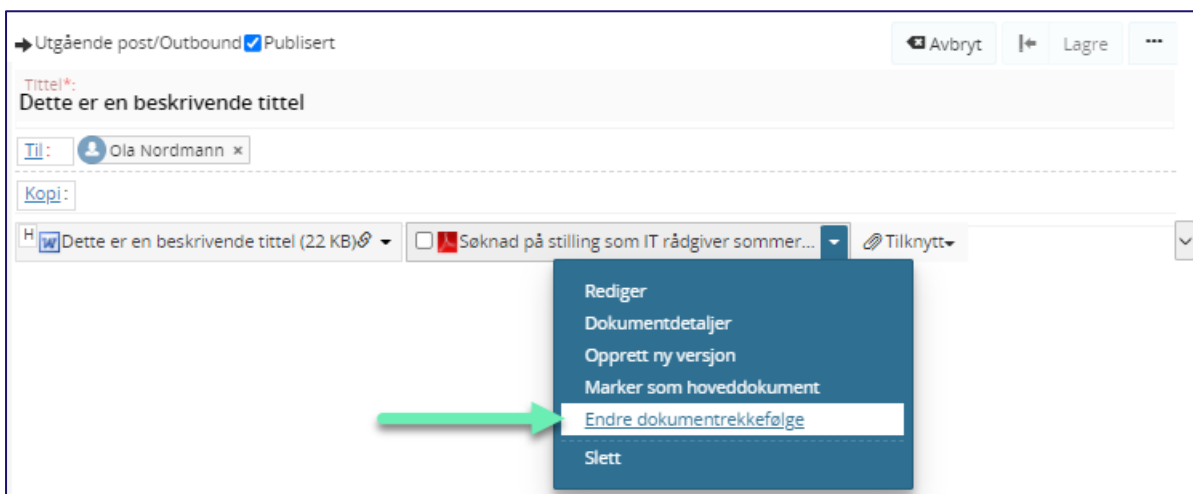 Utgående post/Outbound Publisert Avbryt Lagre ...
Tittel*:
Dette er en beskrivende tittel
Til: Ola Nordmann ×
Kopi:
H Dette er en beskrivende tittel (22 KB) Søknad på stilling som IT rådgiver sommer... Tilknytt
Rediger
Dokumentdetaljer
Opprett ny versjon
Marker som hoveddokument
Endre dokumentrekkefølge
Slett